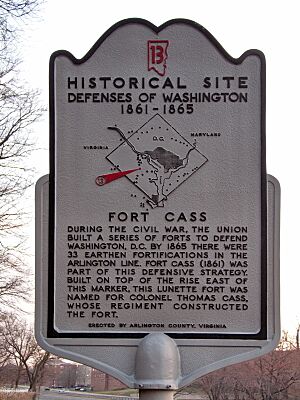 13
HISTORICAL SITE
DEFENSES OF WASHINGTON
1861-1865
D.C.
MARYLAND
VIRGINIA
FORT CASS
DURING THE CIVIL WAR, THE UNION
BUILT A SERIES OF FORTS TO DEFEND
WASHINGTON, D.C. BY 1865 THERE WERE
33 EARTHEN FORTIFICATIONS IN THE
ARLINGTON LINE. FORT CASS (1861) WAS
PART OF THIS DEFENSIVE STRATEGY.
BUILT ON TOP OF THE RISE EAST OF
THIS MARKER, THIS LUNETTE FORT WAS
NAMED FOR COLONEL THOMAS CASS,
WHOSE REGIMENT CONSTRUCTED
THE FORT.
ERECTED BY ARLINGTON COUNTY, VIRGINIA